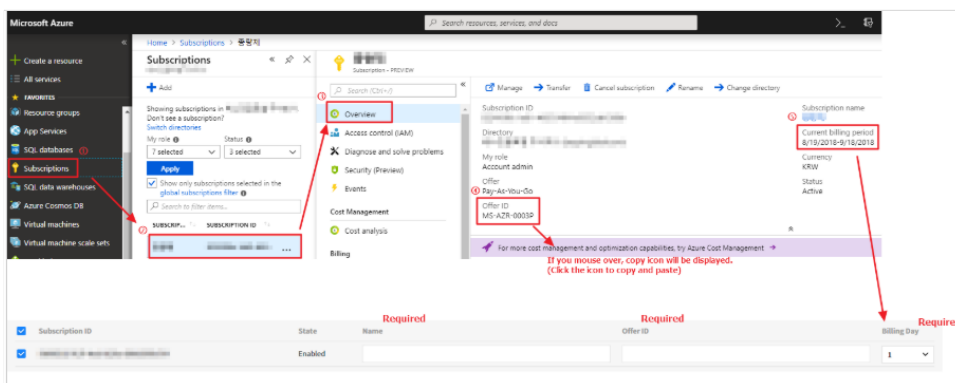 Microsoft Azure
Search resources, services, and docs
Home > Subscriptions > 종량제
Create a resource
All services
FAVORITES
Resource groups
App Services
SQL databases ①
Subscriptions
SQL data warehouses
Azure Cosmos DB
Virtual machines
Virtual machine scale sets
Subscriptions
Add
Showing subscriptions in
Don't see a subscription?
Switch directories
My role
Status
7 selected
3 selected
Apply
Show only subscriptions selected in the
global subscriptions filter
Search to filter items...
②
SUBSCRIP...
SUBSCRIPTION ID
...
Subscription - PREVIEW
Search (Ctrl+/)
Overview
Access control (IAM)
Diagnose and solve problems
Security (Preview)
Events
Cost Management
Cost analysis
Billing
Manage
Transfer
Cancel subscription
Rename
Change directory
Subscription ID
Directory
My role
Account admin
Offer
Pay-As-You-Go
Offer ID
MS-AZR-0003P
Subscription name
Current billing period
8/19/2018-9/18/2018
Currency
KRW
Status
Active
For more cost management and optimization capabilities, try Azure Cost Management
If you mouse over, copy icon will be displayed.
(Click the icon to copy and paste)
Required
Required
Require
Subscription ID
State
Name
Offer ID
Billing Day
Enabled
1